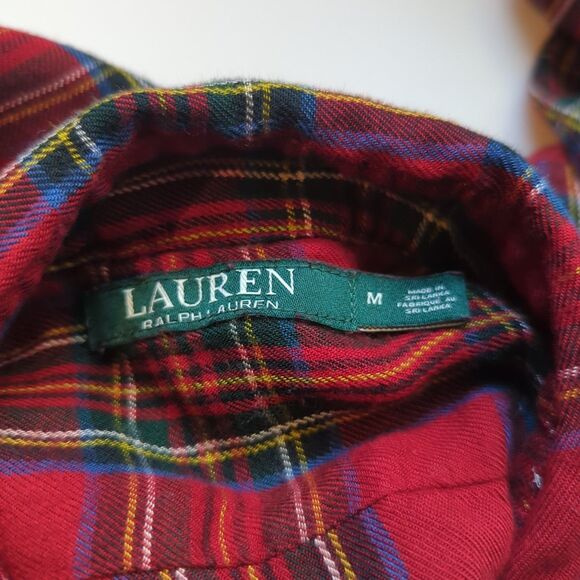 LAUREN
RALPH LAUREN
M
MADE IN
SRI LANKA
FABRIQUÉ AU
SRI LANKA